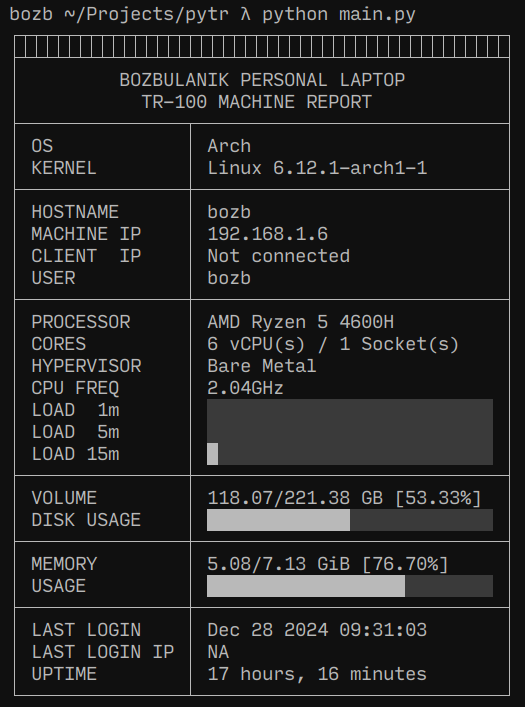 bozb ~/Projects/pytr λ python main.py
BOZBULANIK PERSONAL LAPTOP
TR-100 MACHINE REPORT
OS Arch
KERNEL Linux 6.12.1-arch1-1
HOSTNAME bozb
MACHINE IP 192.168.1.6
CLIENT  IP Not connected
USER bozb
PROCESSOR AMD Ryzen 5 4600H
CORES 6 vCPU(s) / 1 Socket(s)
HYPERVISOR Bare Metal
CPU FREQ 2.04GHz
LOAD  1m
LOAD  5m
LOAD 15m
VOLUME 118.07/221.38 GB [53.33%]
DISK USAGE
MEMORY 5.08/7.13 GiB [76.70%]
USAGE
LAST LOGIN Dec 28 2024 09:31:03
LAST LOGIN IP NA
UPTIME 17 hours, 16 minutes